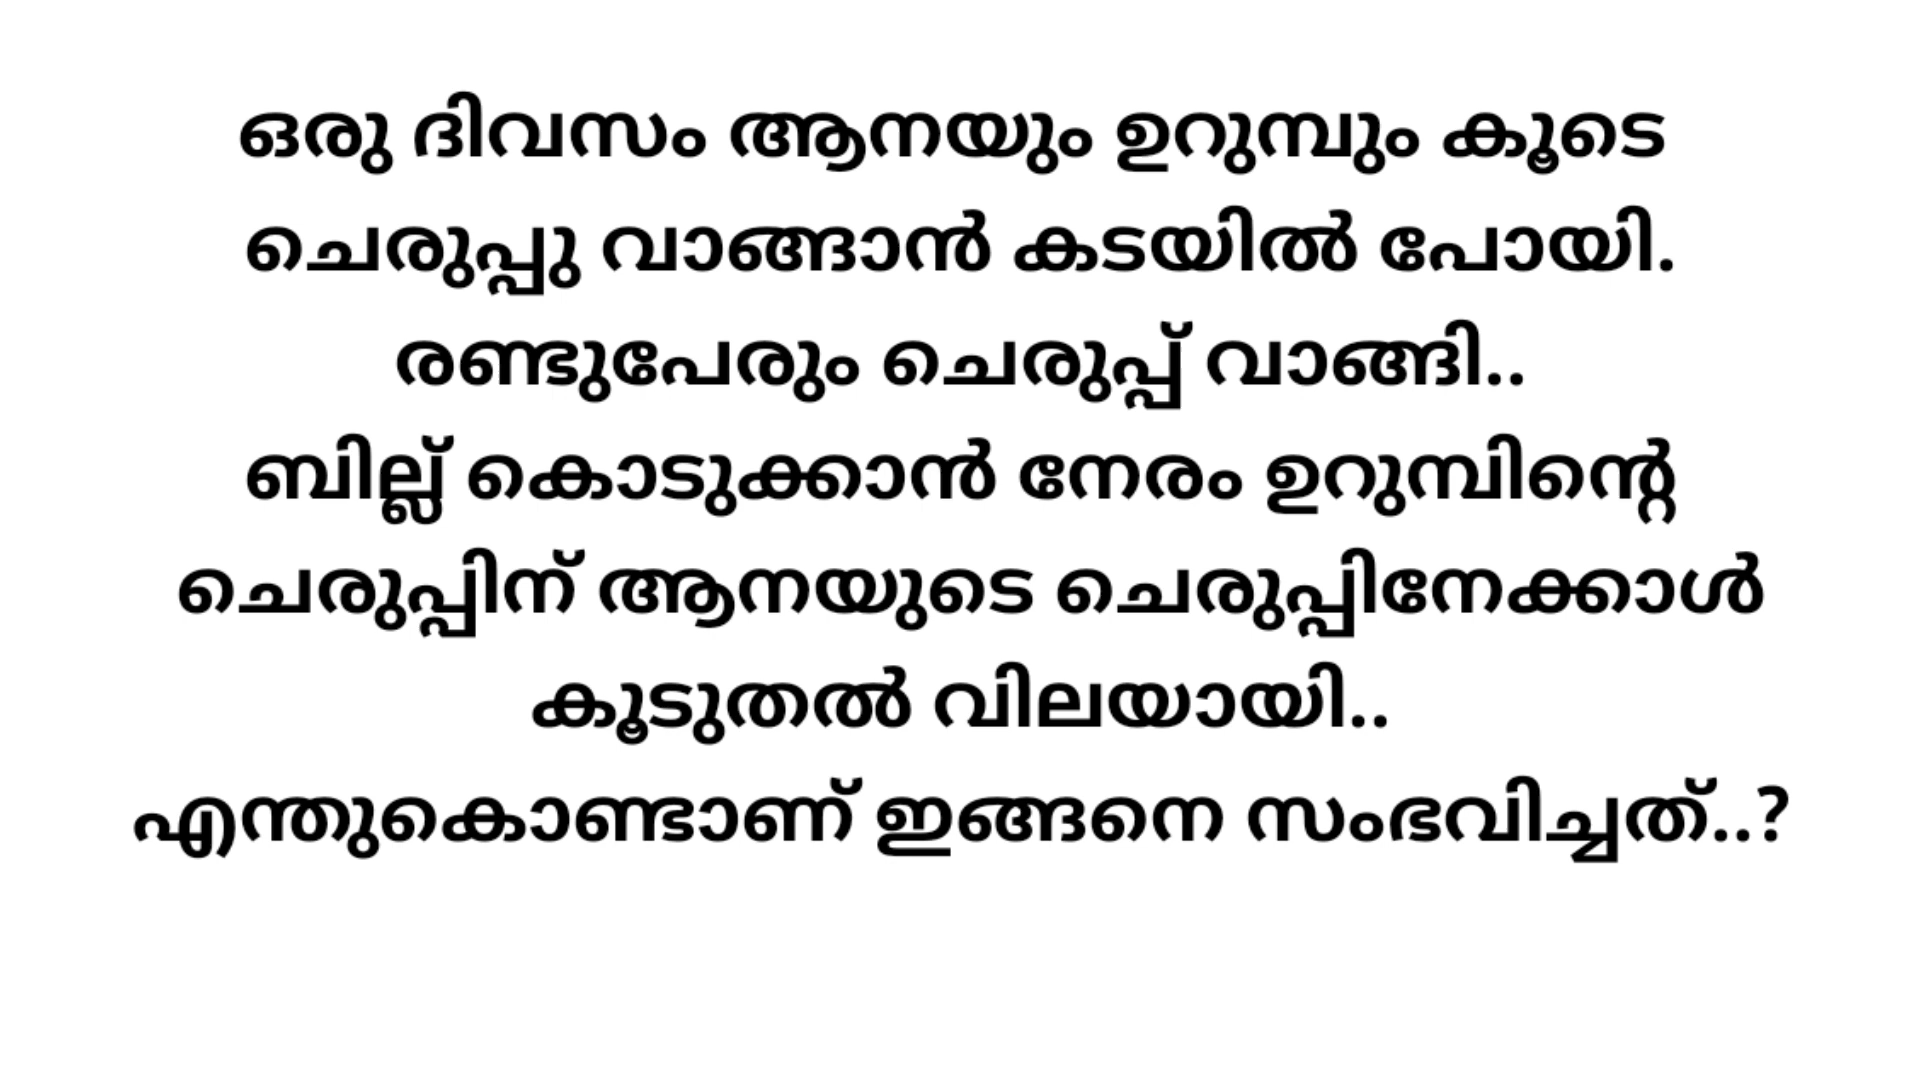 ഒരു ദിവസം ആനയും ഉറുമ്പും കൂടെ
ചെരുപ്പു വാങ്ങാൻ കടയിൽ പോയി.
രണ്ടുപേരും ചെരുപ്പ് വാങ്ങി..
ബില്ല് കൊടുക്കാൻ നേരം ഉറുമ്പിന്റെ
ചെരുപ്പിന് ആനയുടെ ചെരുപ്പിനേക്കാൾ
കൂടുതൽ വിലയായി..
എന്തുകൊണ്ടാണ് ഇങ്ങനെ സംഭവിച്ചത്..?